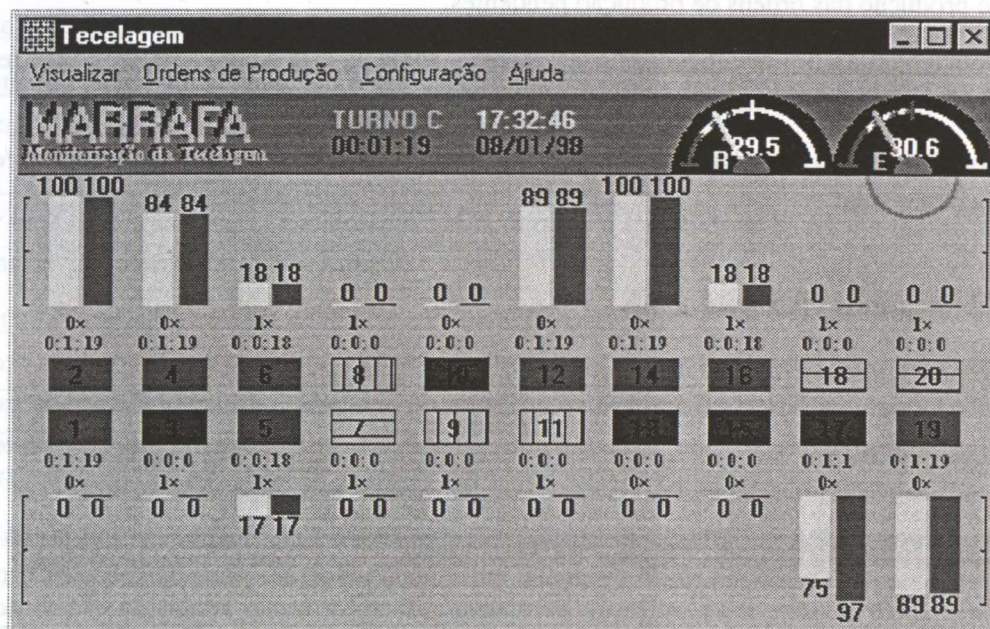 Tecelagem
Visualizar Ordens de Produção Configuração Ajuda
MARRAFA TURNO C 17:32:46
Monitorização da Tecelagem 00:01:19 08/01/98
R 29.5 E 30.6
100 100 84 84 18 18 0 0 0 0 89 89 100 100 18 18 0 0 0 0
0× 0× 1× 1× 0× 0× 0× 1× 1× 1×
0:1:19 0:1:19 0:0:18 0:0:0 0:0:0 0:1:19 0:1:19 0:0:18 0:0:0 0:0:0
2 4 6 8 10 12 14 16 18 20
1 3 5 7 9 11 13 15 17 19
0:1:19 0:0:0 0:0:18 0:0:0 0:0:0 0:0:0 0:0:0 0:0:0 0:1:1 0:1:19
0× 1× 1× 1× 1× 1× 0× 0× 0× 0×
0 0 0 0 17 17 0 0 0 0 0 0 0 0 0 0 75 97 89 89